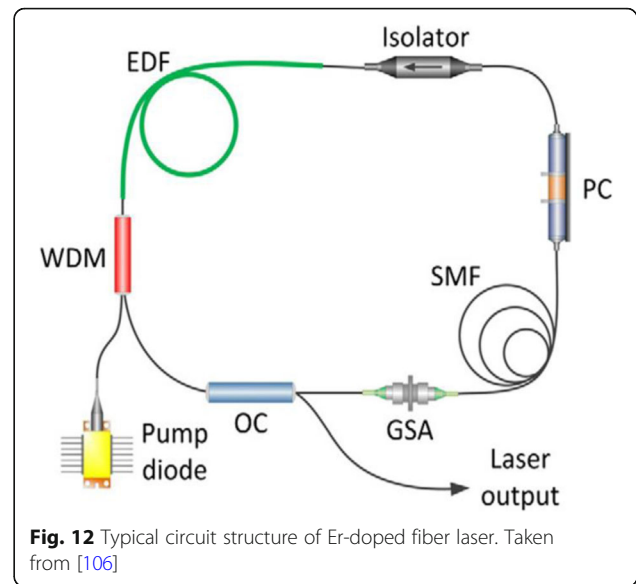 Isolator
EDF
PC
WDM
SMF
Pump
diode
OC
GSA
Laser
output
Fig. 12 Typical circuit structure of Er-doped fiber laser. Taken
from [106]